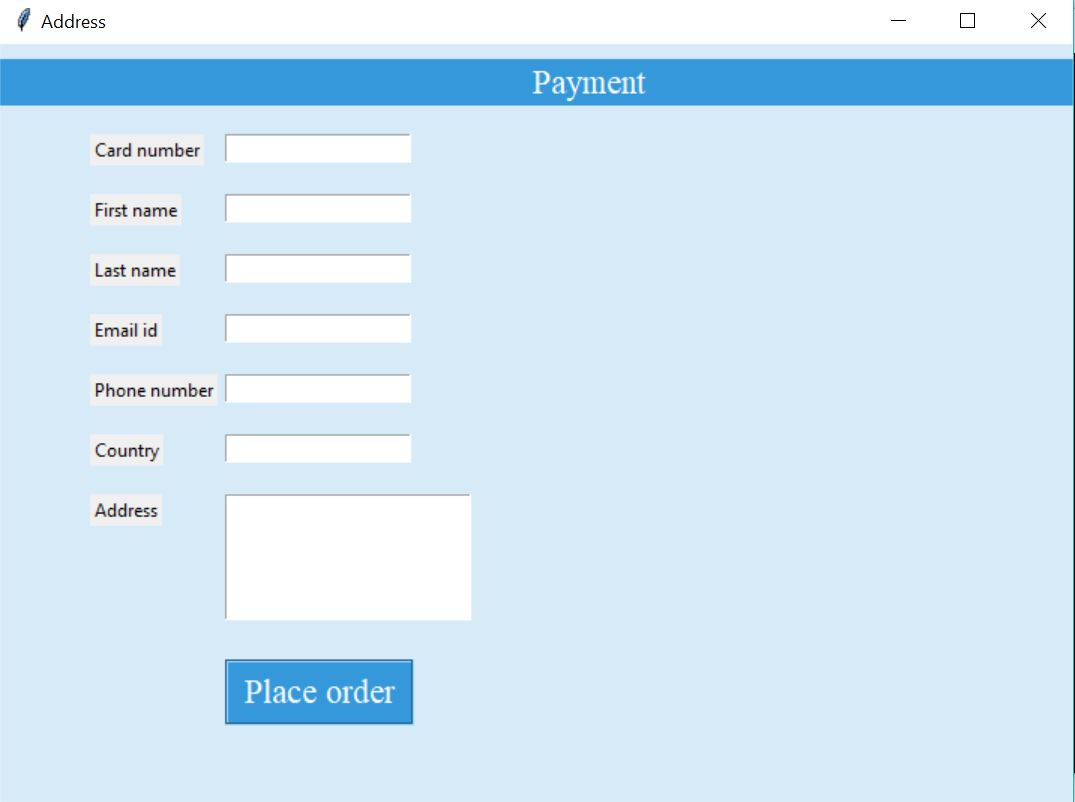 Address
Payment
Card number
First name
Last name
Email id
Phone number
Country
Address
Place order